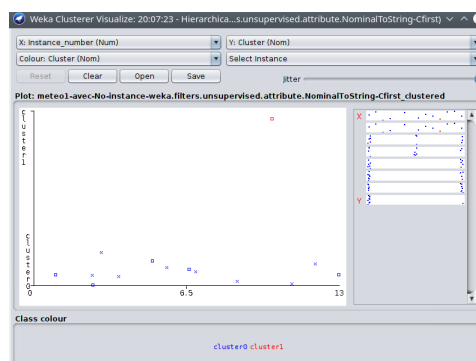 Weka Clusterer Visualize: 20:07:23 - Hierarchica...s.unsupervised.attribute.NominalToString-Cfirst)
X: Instance_number (Num)
Y: Cluster (Nom)
Colour: Cluster (Nom)
Select Instance
Reset
Clear
Open
Save
Jitter
Plot: meteo1-avec-No-instance-weka.filters.unsupervised.attribute.NominalToString-Cfirst_clustered
cluster1
cluster0
0
6.5
13
X
Y
Class colour
cluster0 cluster1